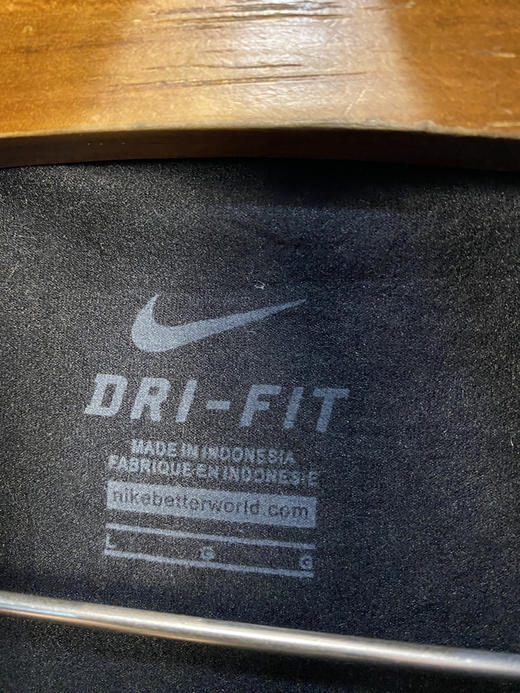 DRI-FIT
MADE IN INDONESIA
FABRIQUE EN INDONESIE
nikebetterworld.com
L G G